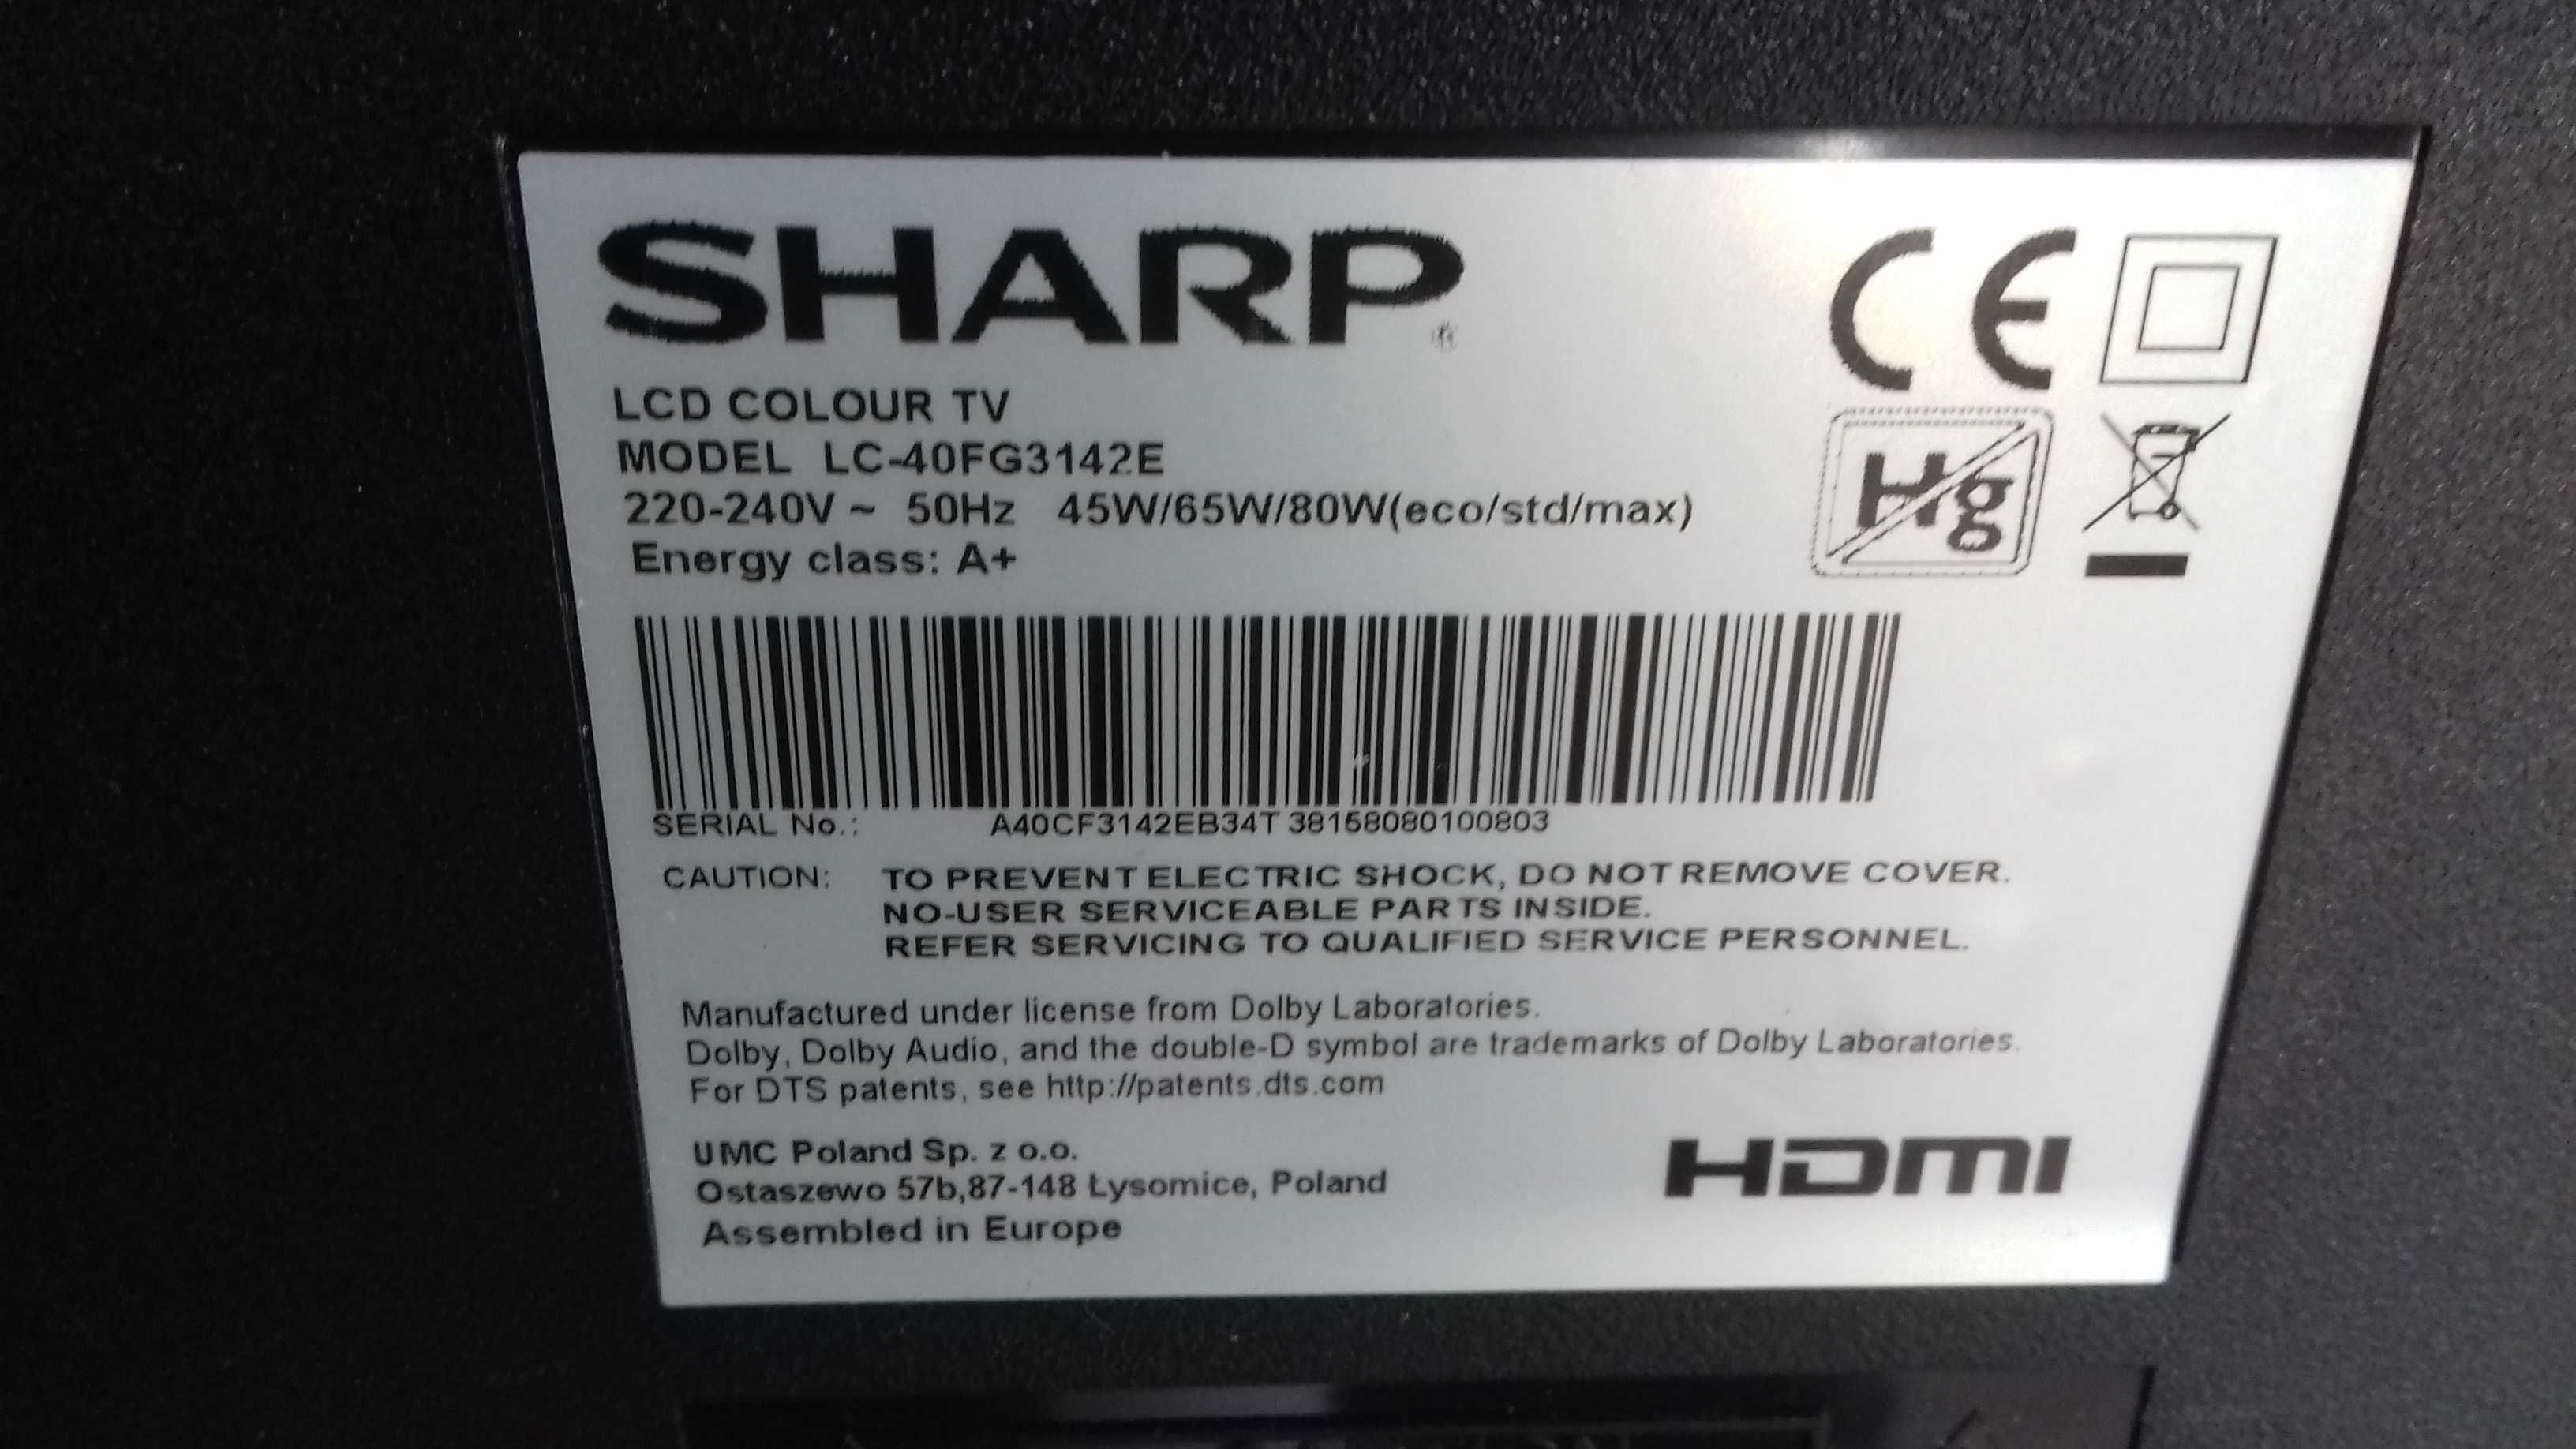 SHARP
CE
LCD COLOUR TV
MODEL LC-40FG3142E
220-240V ~ 50Hz 45W/65W/80W(eco/std/max)
Energy class: A+
Hg
SERIAL No.: A40CF3142EB34T 38158080100803
CAUTION: TO PREVENT ELECTRIC SHOCK, DO NOT REMOVE COVER.
NO-USER SERVICEABLE PARTS INSIDE.
REFER SERVICING TO QUALIFIED SERVICE PERSONNEL.
Manufactured under license from Dolby Laboratories.
Dolby, Dolby Audio, and the double-D symbol are trademarks of Dolby Laboratories.
For DTS patents, see http://patents.dts.com
UMC Poland Sp. z o.o.
Ostaszewo 57b,87-148 Łysomice, Poland
Assembled in Europe
HDMI